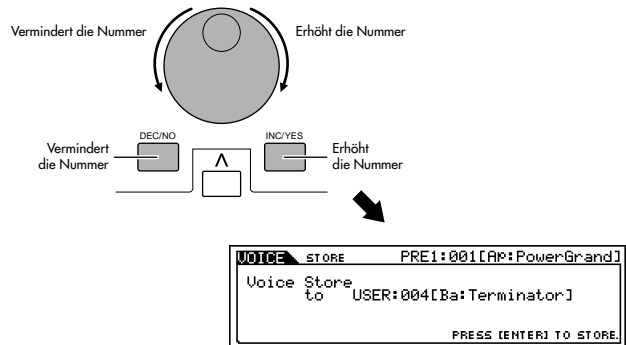 Vermindert die Nummer
Erhöht die Nummer
Vermindert
die Nummer
DEC/NO
INC/YES
Erhöht
die Nummer
VOICE STORE PRE1:001[AP:PowerGrand]
Voice Store
to USER:004[Ba:Terminator]
PRESS [ENTER] TO STORE.